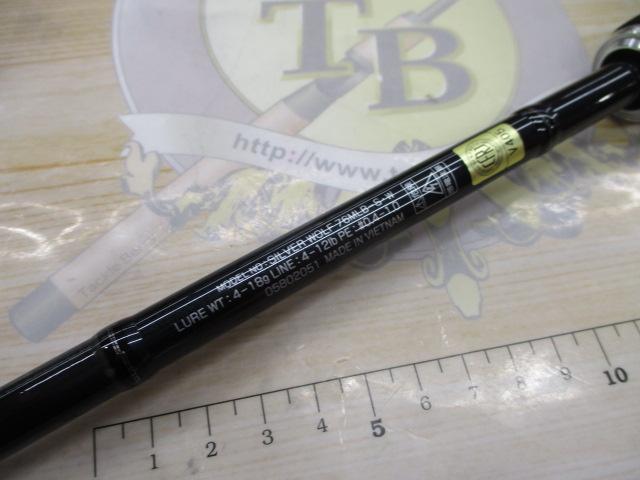 TB
http://www.t
MODEL NO.:SILVER WOLF 76MLB-S・W
LURE WT.:4-18g LINE:4-12lb PE:#0.4-1.0
05802051 MADE IN VIETNAM
V405
1 2 3 4 5 6 7 8 9 10